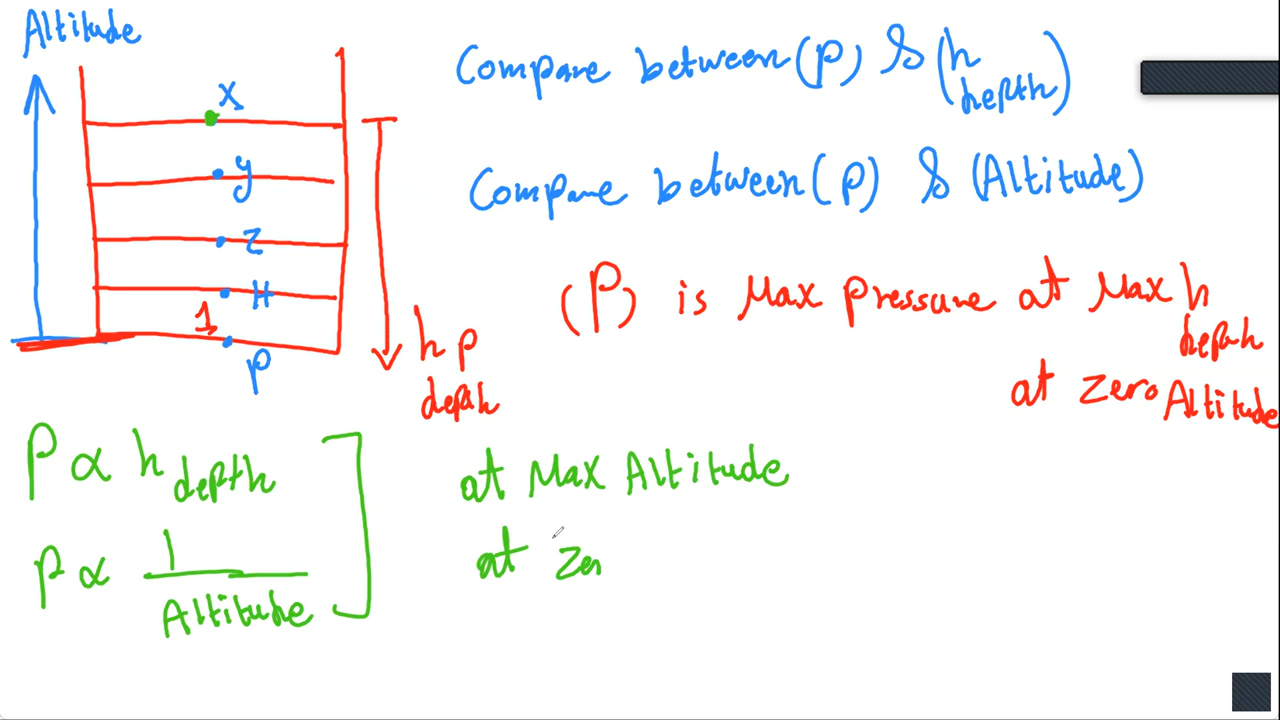 Altitude
x
y
z
H
1
P
h p
depth
Compare between (P) & (h depth)
Compare between (P) & (Altitude)
(P) is Max pressure at Max h depth
at zero Altitude
P ∝ h depth
P ∝ 1
Altitude
at Max Altitude
at zer